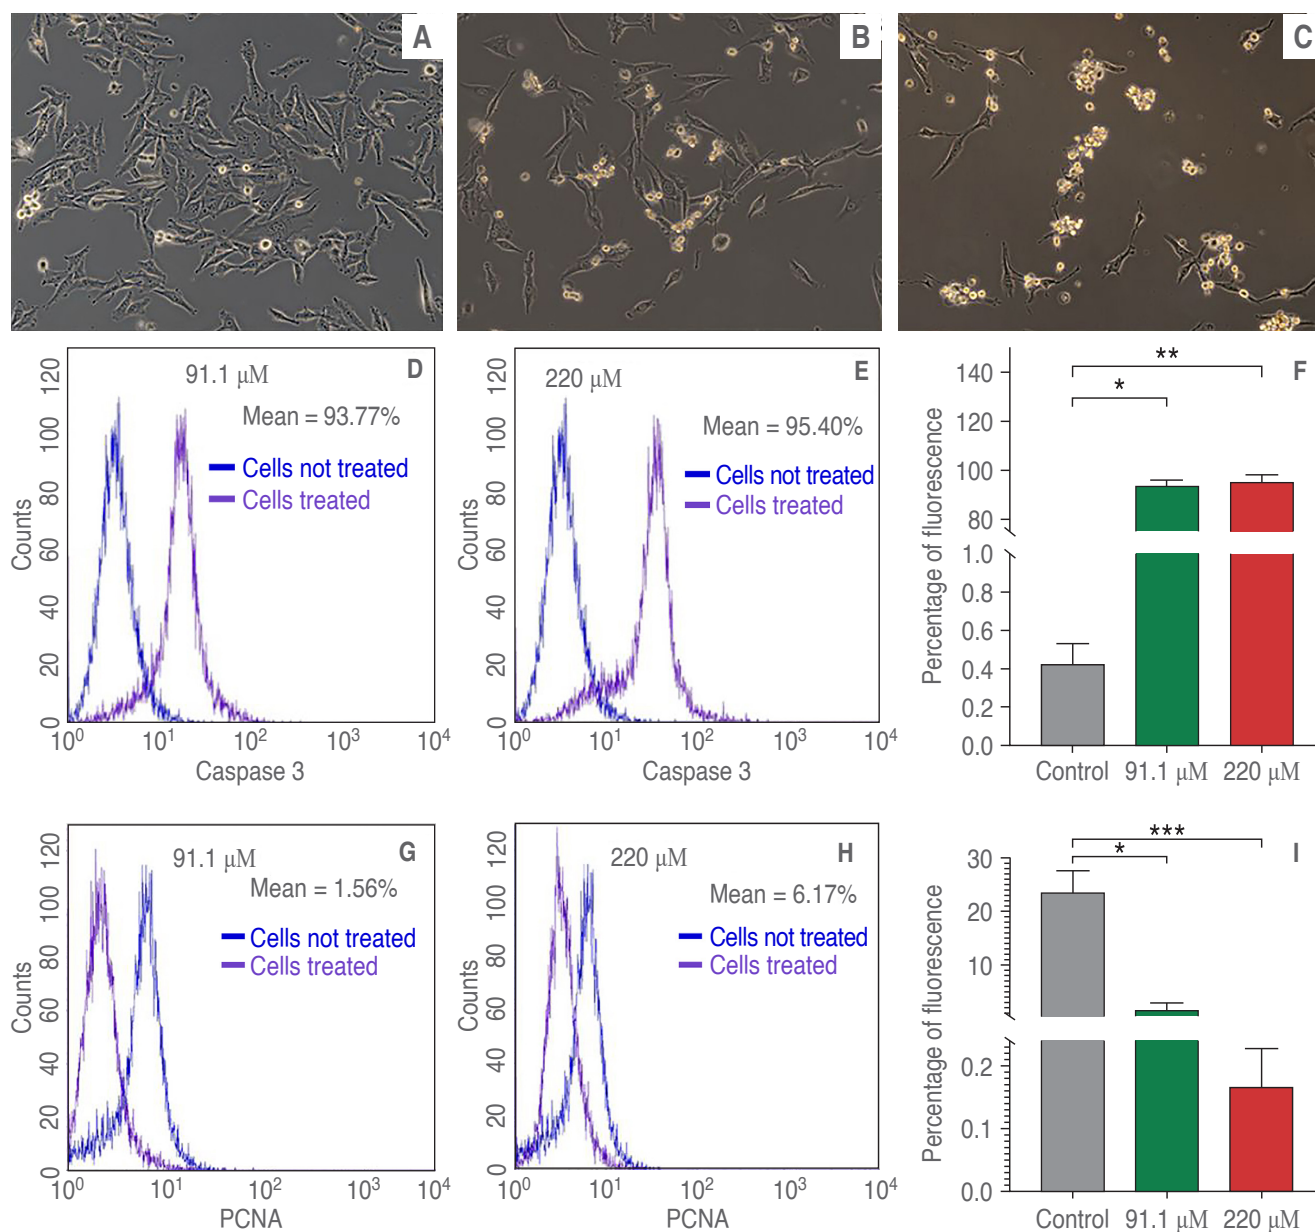 A
B
C
D
91.1 µM
Mean = 93.77%
Cells not treated
Cells treated
Counts
120
100
80
60
40
20
0
10⁰
10¹
10²
10³
10⁴
Caspase 3
E
220 µM
Mean = 95.40%
Cells not treated
Cells treated
Counts
120
100
80
60
40
20
0
10⁰
10¹
10²
10³
10⁴
Caspase 3
F
**
*
Percentage of fluorescence
140
120
100
80
1.0
0.8
0.6
0.4
0.2
0.0
Control
91.1 µM
220 µM
G
91.1 µM
Mean = 1.56%
Cells not treated
Cells treated
Counts
120
100
80
60
40
20
0
10⁰
10¹
10²
10³
10⁴
PCNA
H
220 µM
Mean = 6.17%
Cells not treated
Cells treated
Counts
120
100
80
60
40
20
0
10⁰
10¹
10²
10³
10⁴
PCNA
I
***
*
Percentage of fluorescence
30
20
10
0.2
0.1
0.0
Control
91.1 µM
220 µM